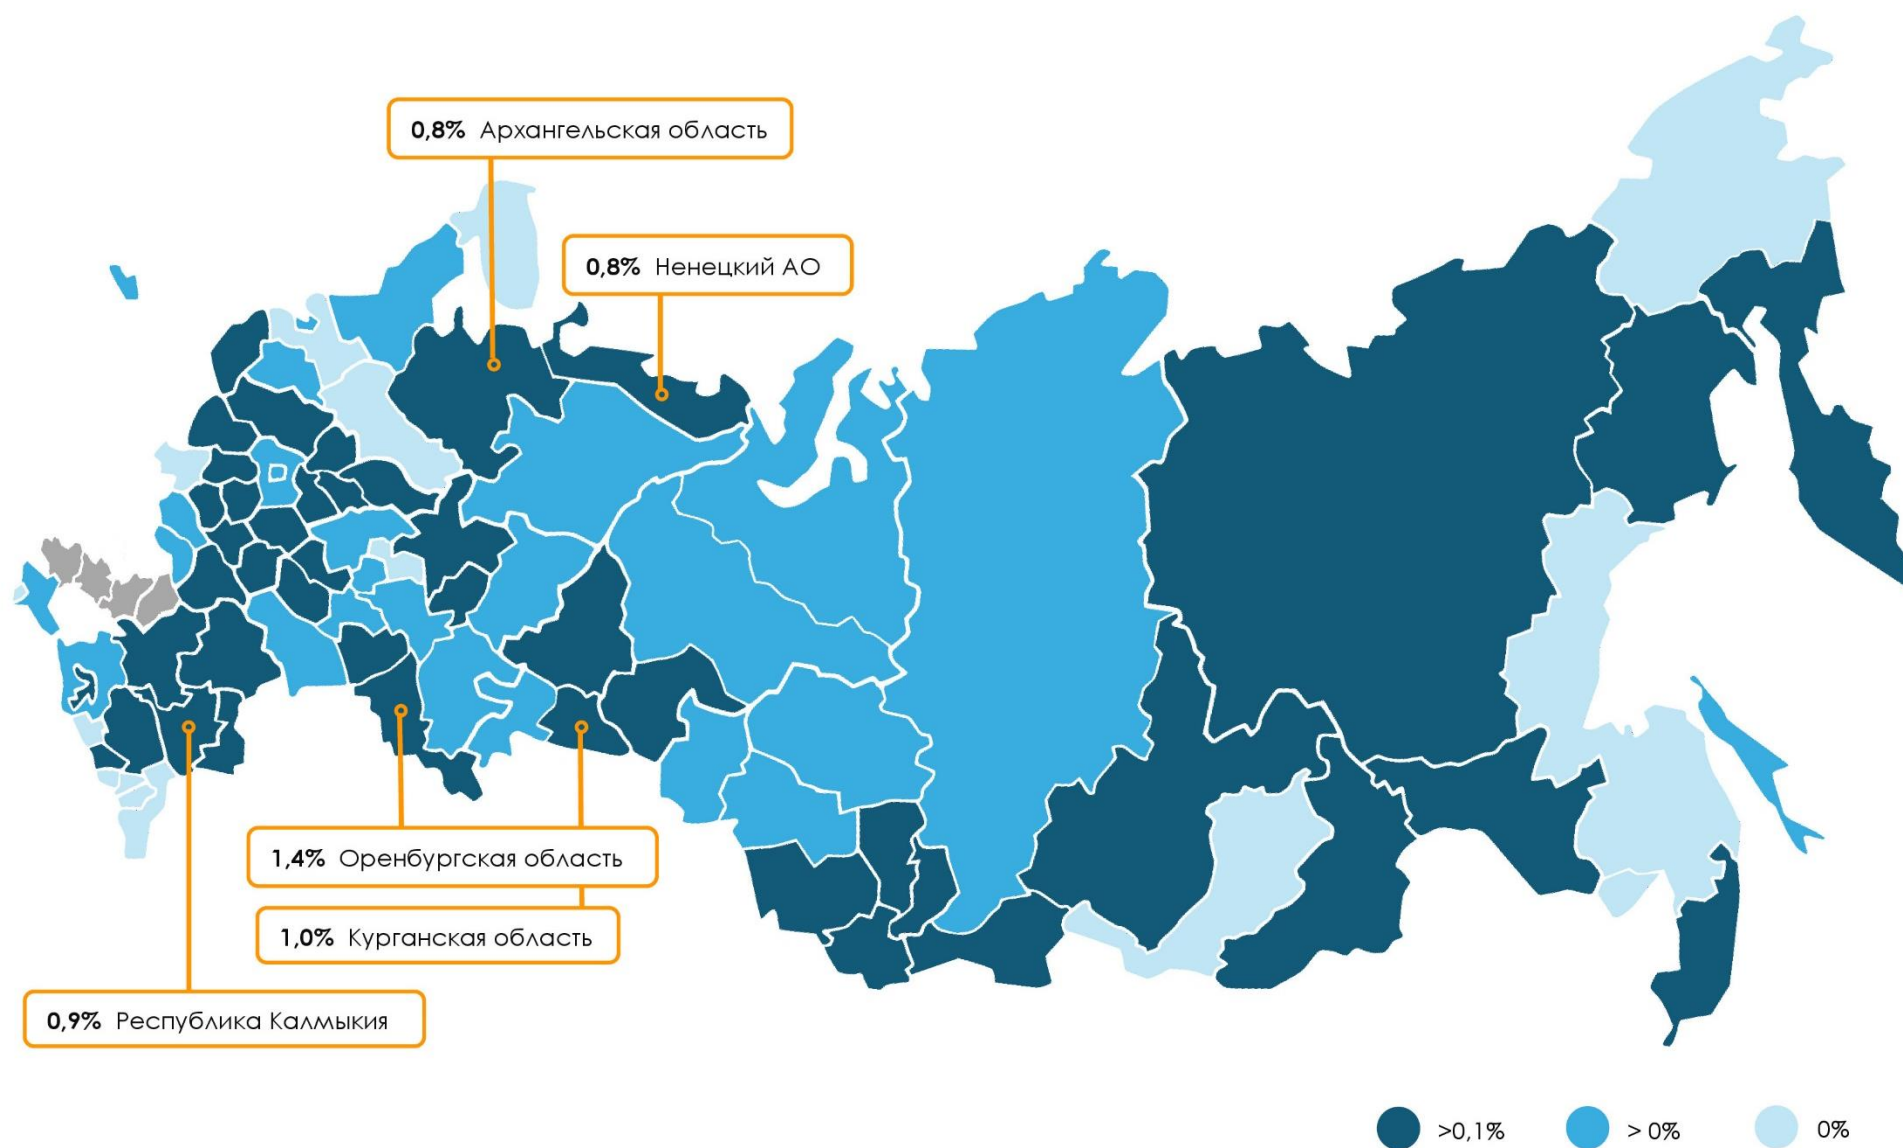 0,8% Архангельская область
0,8% Ненецкий АО
1,4% Оренбургская область
1,0% Курганская область
0,9% Республика Калмыкия
>0,1%
> 0%
0%